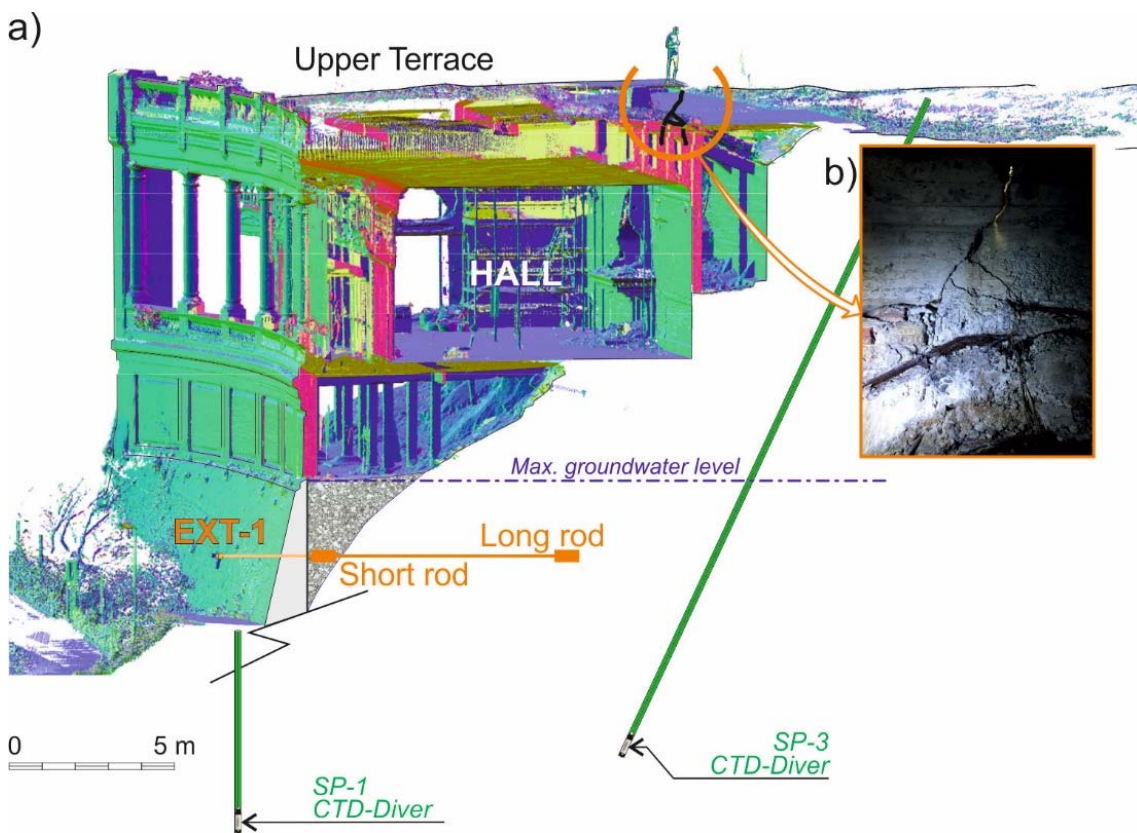 a)
Upper Terrace
b)
HALL
Max. groundwater level
EXT-1
Long rod
Short rod
0
5 m
SP-3
CTD-Diver
SP-1
CTD-Diver